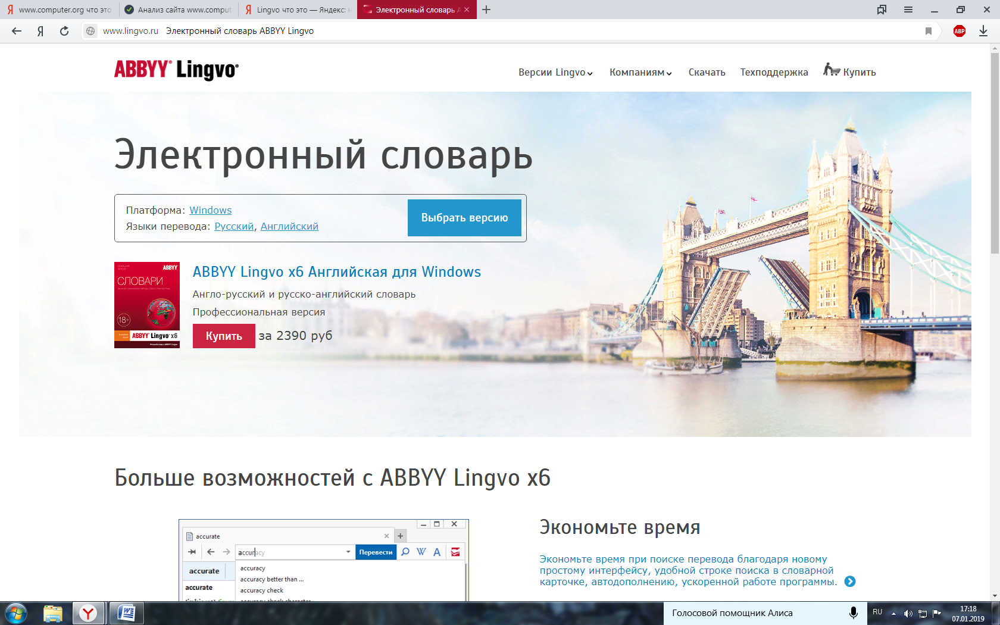 www.computer.org что это
Анализ сайта www.comput
Lingvo что это — Яндекс: н
Электронный словарь A
www.lingvo.ru Электронный словарь ABBYY Lingvo
ABP
ABBYY® Lingvo®
Версии Lingvo
Компаниям
Скачать
Техподдержка
Купить
Электронный словарь
Платформа: Windows
Языки перевода: Русский, Английский
Выбрать версию
ABBYY
СЛОВАРИ
18+
ABBYY® Lingvo® x6
ABBYY Lingvo x6 Английская для Windows
Англо-русский и русско-английский словарь
Профессиональная версия
Купить за 2390 руб
Больше возможностей с ABBYY Lingvo x6
accurate
accuracy
Перевести
accurate
accuracy
accuracy better than ...
accuracy check
accurate
Экономьте время
Экономьте время при поиске перевода благодаря новому
простому интерфейсу, удобной строке поиска в словарной
карточке, автодополнению, ускоренной работе программы.
Голосовой помощник Алиса
RU
17:18
07.01.2019